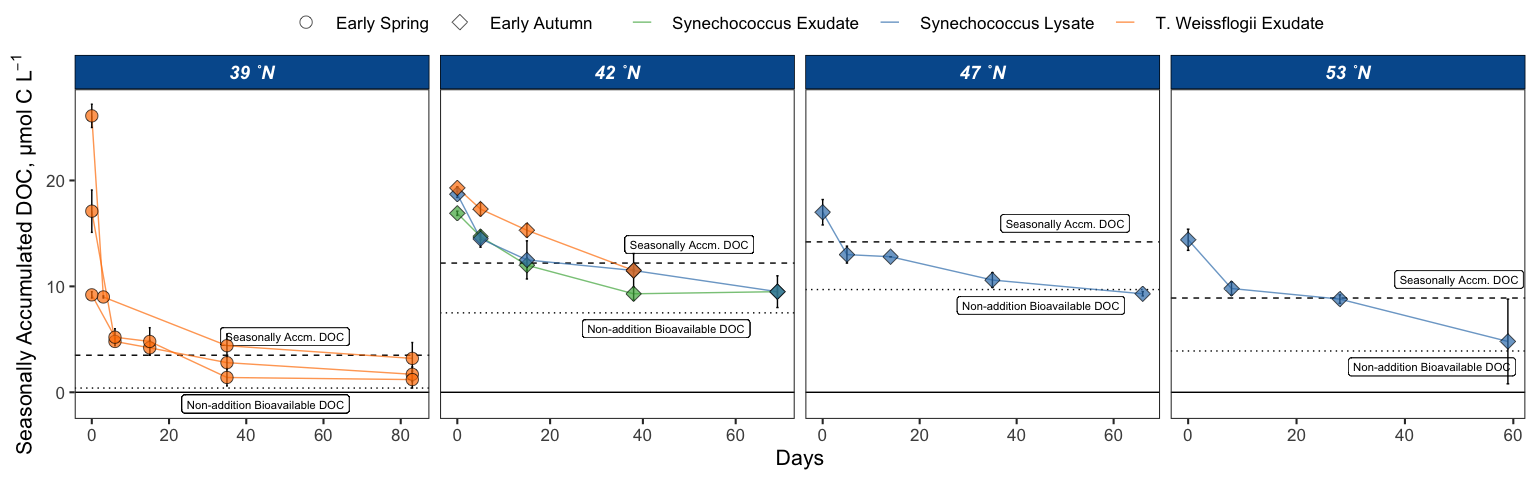 Early Spring Early Autumn Synechococcus Exudate Synechococcus Lysate T. Weissflogii Exudate
39 °N 42 °N 47 °N 53 °N
Seasonally Accumulated DOC, µmol C L⁻¹
20
10
0
Seasonally Accm. DOC
Non-addition Bioavailable DOC
Seasonally Accm. DOC
Non-addition Bioavailable DOC
Seasonally Accm. DOC
Non-addition Bioavailable DOC
Seasonally Accm. DOC
Non-addition Bioavailable DOC
0 20 40 60 80 0 20 40 60 0 20 40 60 0 20 40 60
Days